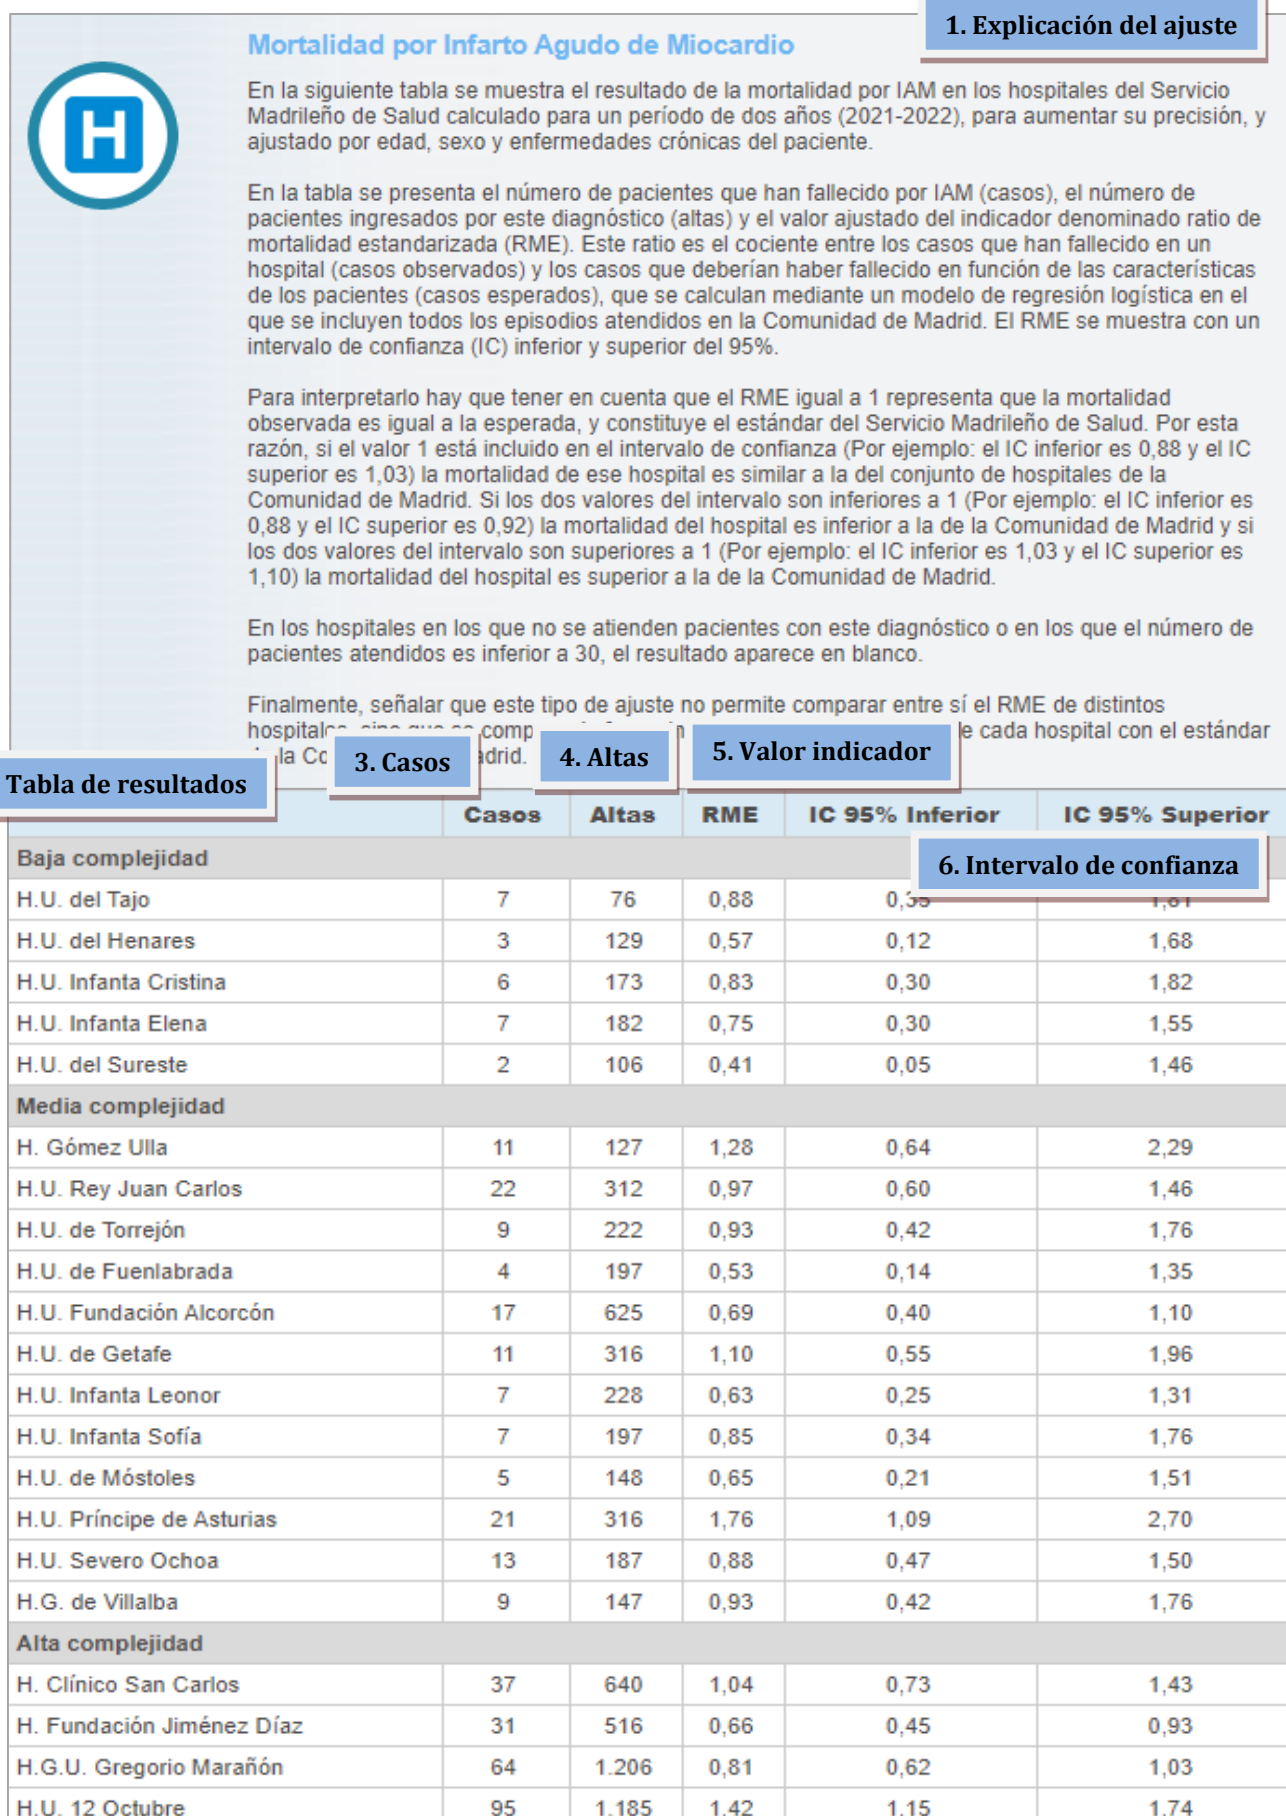 1. Explicación del ajuste
Mortalidad por Infarto Agudo de Miocardio
En la siguiente tabla se muestra el resultado de la mortalidad por IAM en los hospitales del Servicio
Madrileño de Salud calculado para un período de dos años (2021-2022), para aumentar su precisión, y
ajustado por edad, sexo y enfermedades crónicas del paciente.
En la tabla se presenta el número de pacientes que han fallecido por IAM (casos), el número de
pacientes ingresados por este diagnóstico (altas) y el valor ajustado del indicador denominado ratio de
mortalidad estandarizada (RME). Este ratio es el cociente entre los casos que han fallecido en un
hospital (casos observados) y los casos que deberían haber fallecido en función de las características
de los pacientes (casos esperados), que se calculan mediante un modelo de regresión logística en el
que se incluyen todos los episodios atendidos en la Comunidad de Madrid. El RME se muestra con un
intervalo de confianza (IC) inferior y superior del 95%.
Para interpretarlo hay que tener en cuenta que el RME igual a 1 representa que la mortalidad
observada es igual a la esperada, y constituye el estándar del Servicio Madrileño de Salud. Por esta
razón, si el valor 1 está incluido en el intervalo de confianza (Por ejemplo: el IC inferior es 0,88 y el IC
superior es 1,03) la mortalidad de ese hospital es similar a la del conjunto de hospitales de la
Comunidad de Madrid. Si los dos valores del intervalo son inferiores a 1 (Por ejemplo: el IC inferior es
0,88 y el IC superior es 0,92) la mortalidad del hospital es inferior a la de la Comunidad de Madrid y si
los dos valores del intervalo son superiores a 1 (Por ejemplo: el IC inferior es 1,03 y el IC superior es
1,10) la mortalidad del hospital es superior a la de la Comunidad de Madrid.
En los hospitales en los que no se atienden pacientes con este diagnóstico o en los que el número de
pacientes atendidos es inferior a 30, el resultado aparece en blanco.
Finalmente, señalar que este tipo de ajuste no permite comparar entre sí el RME de distintos
cada hospital con el estándar
la
Tabla de resultados
3. Casos
4. Altas
5. Valor indicador
Casos Altas RME IC 95% Inferior IC 95% Superior
Baja complejidad
6. Intervalo de confianza
H.U. del Tajo 7 76 0,88 0,35 1,81
H.U. del Henares 3 129 0,57 0,12 1,68
H.U. Infanta Cristina 6 173 0,83 0,30 1,82
H.U. Infanta Elena 7 182 0,75 0,30 1,55
H.U. del Sureste 2 106 0,41 0,05 1,46
Media complejidad
H. Gómez Ulla 11 127 1,28 0,64 2,29
H.U. Rey Juan Carlos 22 312 0,97 0,60 1,46
H.U. de Torrejón 9 222 0,93 0,42 1,76
H.U. de Fuenlabrada 4 197 0,53 0,14 1,35
H.U. Fundación Alcorcón 17 625 0,69 0,40 1,10
H.U. de Getafe 11 316 1,10 0,55 1,96
H.U. Infanta Leonor 7 228 0,63 0,25 1,31
H.U. Infanta Sofía 7 197 0,85 0,34 1,76
H.U. de Móstoles 5 148 0,65 0,21 1,51
H.U. Príncipe de Asturias 21 316 1,76 1,09 2,70
H.U. Severo Ochoa 13 187 0,88 0,47 1,50
H.G. de Villalba 9 147 0,93 0,42 1,76
Alta complejidad
H. Clínico San Carlos 37 640 1,04 0,73 1,43
H. Fundación Jiménez Díaz 31 516 0,66 0,45 0,93
H.G.U. Gregorio Marañón 64 1.206 0,81 0,62 1,03
H.U. 12 Octubre 95 1.185 1,42 1,15 1,74